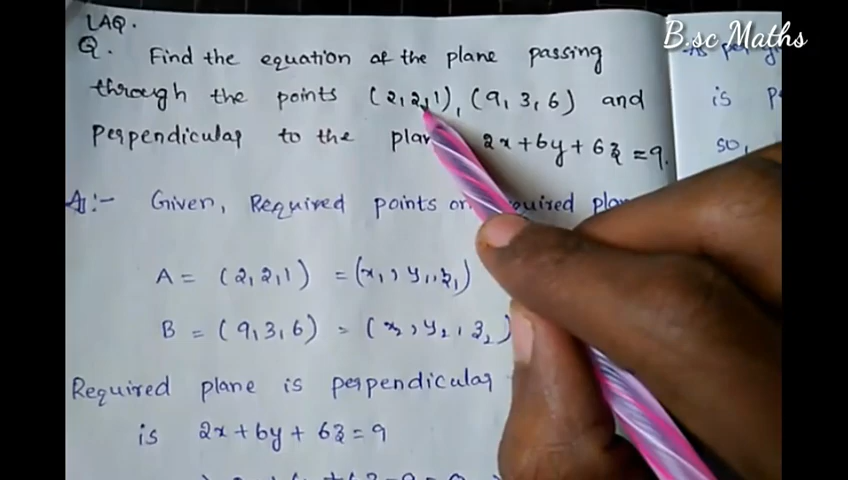 LAQ.
B.sc Maths
Q. Find the equation of the plane passing
through the points (2,2,1), (9,3,6) and
perpendicular to the plan 2x+6y+6z=9.
A:- Given, Required points on required plan
A = (2,2,1) = (x₁, y₁, z₁)
B = (9,3,6) = (x₂, y₂, z₂)
Required plane is perpendicular
is 2x+6y+6z=9
is
so,